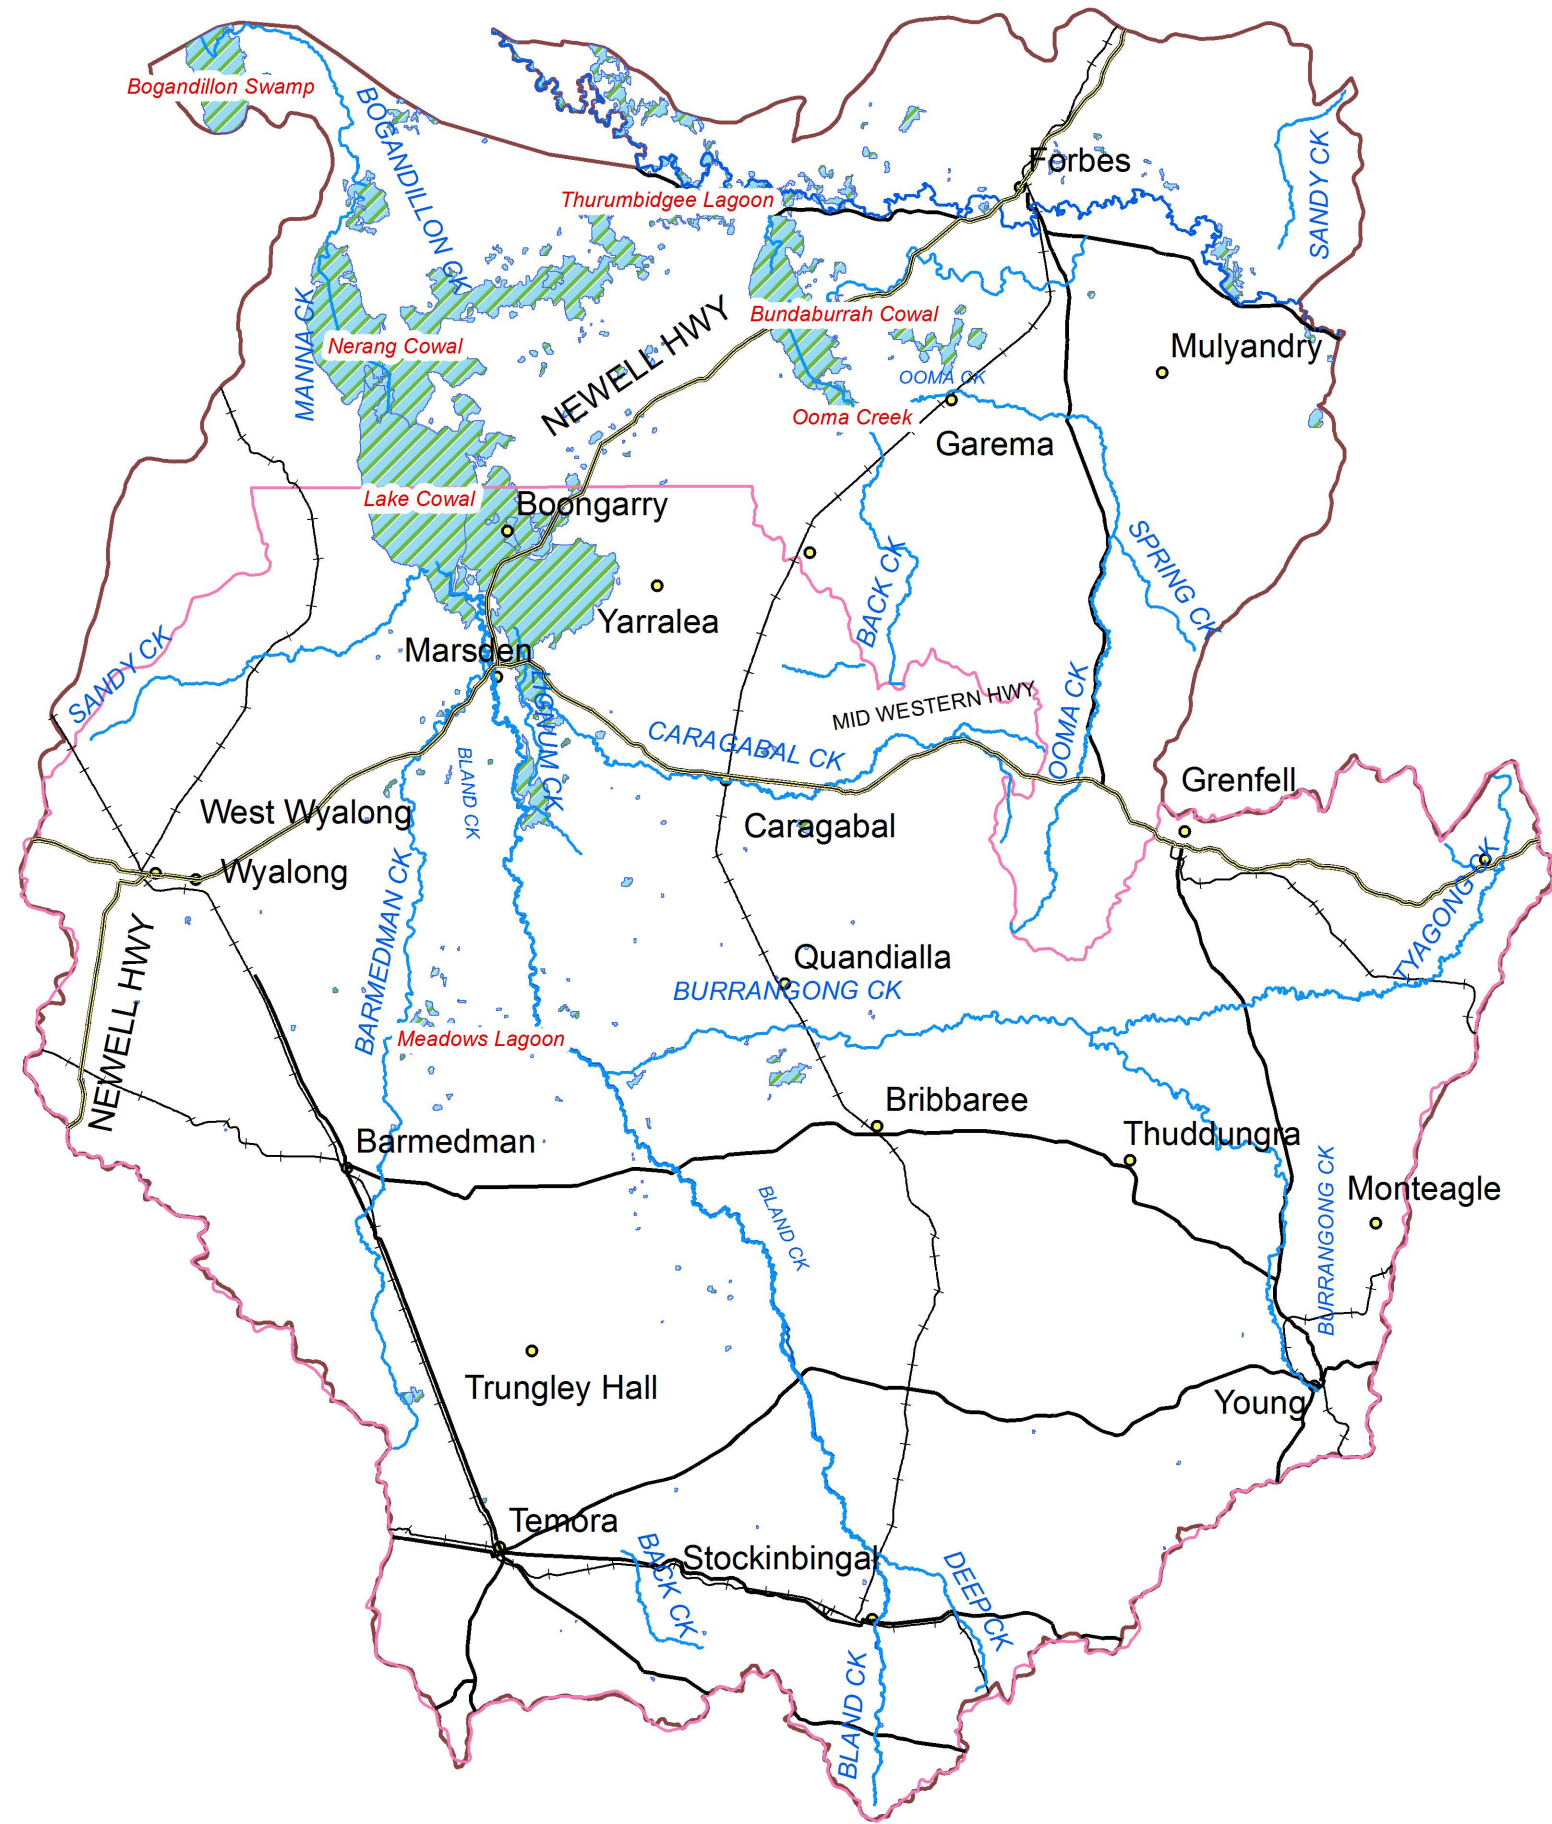 Bogandillon Swamp
BOGANDILLON CK
Forbes
SANDY CK
Thurumbidgee Lagoon
MANNA CK
Nerang Cowal
NEWELL HWY
Bundaburrah Cowal
Mulyandry
OOMA CK
Ooma Creek
Garema
Lake Cowal
Boongarry
BACK CK
SPRING CK
Yarralea
Marsden
SANDY CK
LIGNUM CK
MID WESTERN HWY
OOMA CK
CARAGABAL CK
BLAND CK
Grenfell
West Wyalong
Caragabal
Wyalong
BARMEDMAN CK
TYAGONG CK
NEWELL HWY
Quandialla
BURRANGONG CK
Meadows Lagoon
Bribbaree
Barmedman
Thuddungra
BURRANGONG CK
Monteagle
BLAND CK
Trungley Hall
Young
Temora
BACK CK
Stockinbingal
DEEP CK
BLAND CK